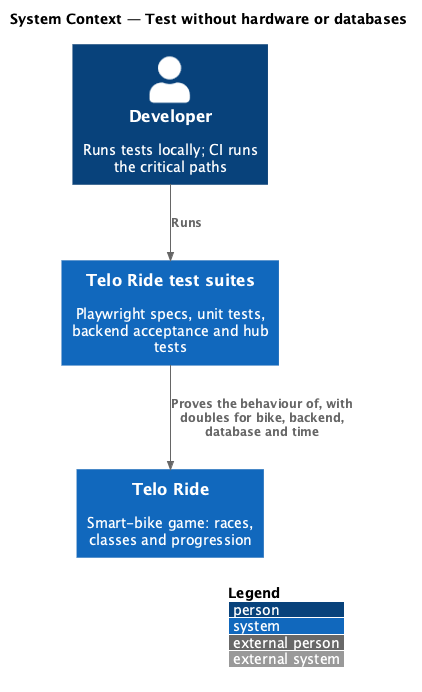 System Context — Test without hardware or databases
Developer
Runs tests locally; CI runs
the critical paths
Runs
Telo Ride test suites
Playwright specs, unit tests,
backend acceptance and hub
tests
Proves the behaviour of, with
doubles for bike, backend,
database and time
Telo Ride
Smart-bike game: races,
classes and progression
Legend
person
system
external person
external system